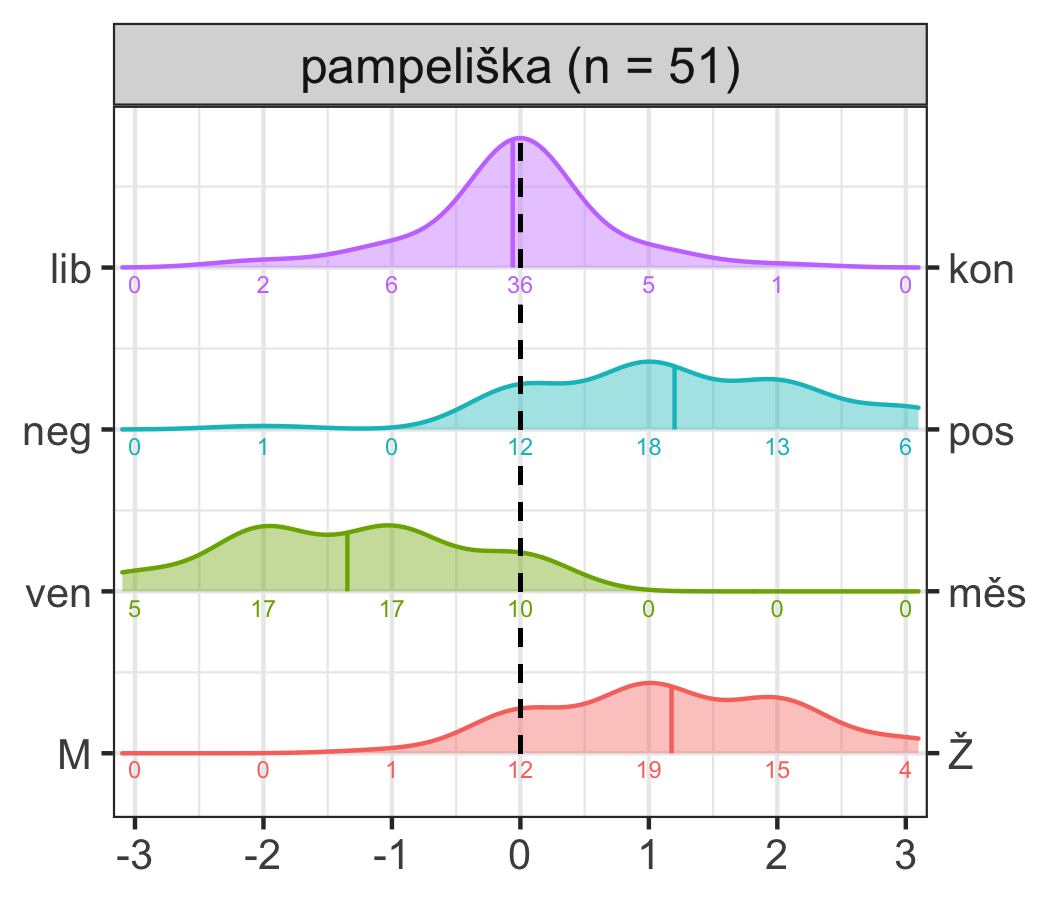 pampeliška (n = 51)
lib kon
0 2 6 36 5 1 0
neg pos
0 1 0 12 18 13 6
ven měs
5 17 17 10 0 0 0
M Ž
0 0 1 12 19 15 4
-3 -2 -1 0 1 2 3